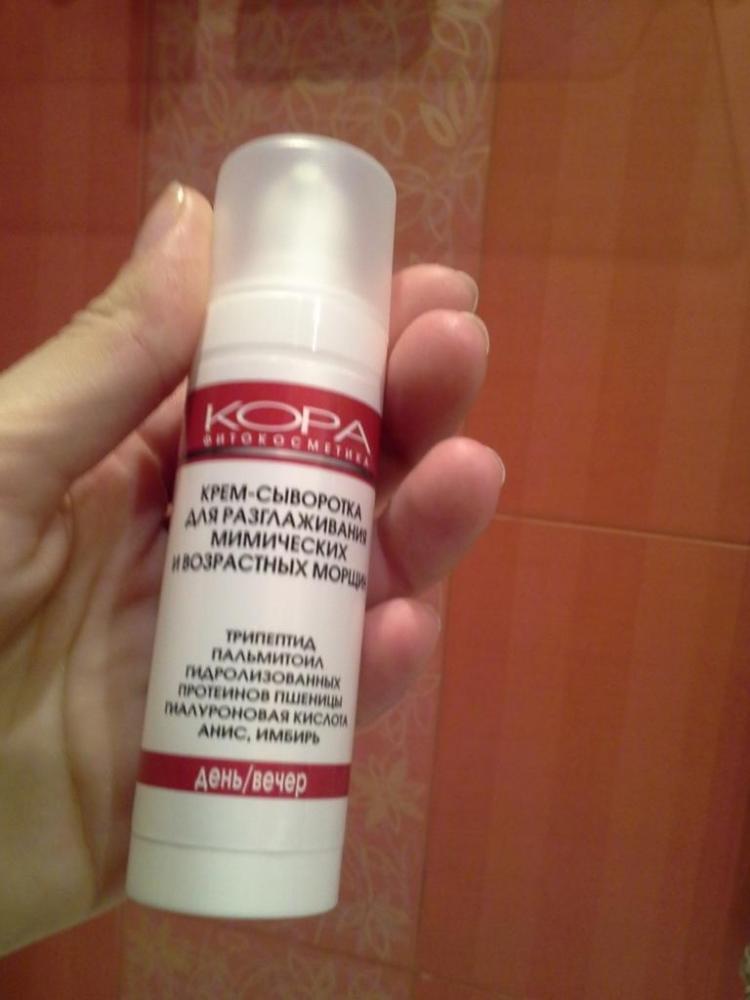 КОРА
ФИТОКОСМЕТИКА
КРЕМ-СЫВОРОТКА
ДЛЯ РАЗГЛАЖИВАНИЯ
МИМИЧЕСКИХ
И ВОЗРАСТНЫХ МОРЩИН
ТРИПЕПТИД
ПАЛЬМИТОИЛ
ГИДРОЛИЗОВАННЫХ
ПРОТЕИНОВ ПШЕНИЦЫ
ГИАЛУРОНОВАЯ КИСЛОТА
АНИС, ИМБИРЬ
день/вечер